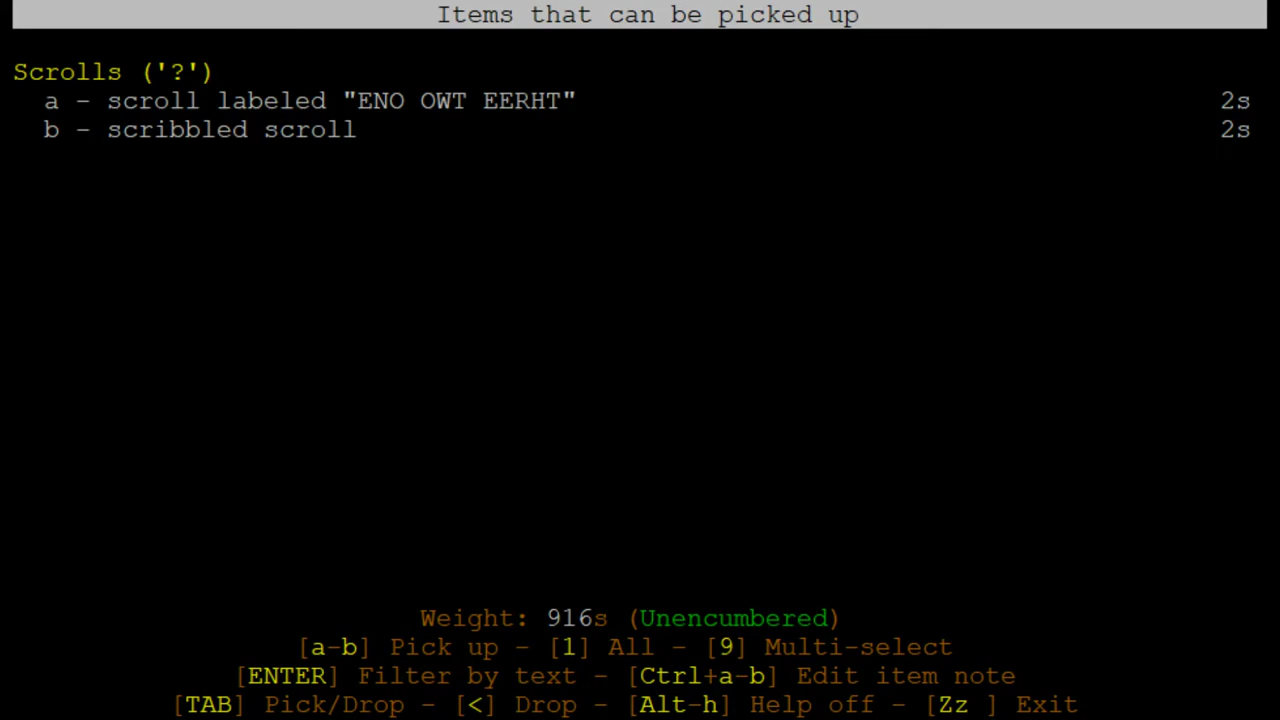 Items that can be picked up
Scrolls ('?')
a - scroll labeled "ENO OWT EERHT" 2s
b - scribbled scroll 2s
Weight: 916s (Unencumbered)
[a-b] Pick up - [1] All - [9] Multi-select
[ENTER] Filter by text - [Ctrl+a-b] Edit item note
[TAB] Pick/Drop - [<] Drop - [Alt-h] Help off - [Zz ] Exit